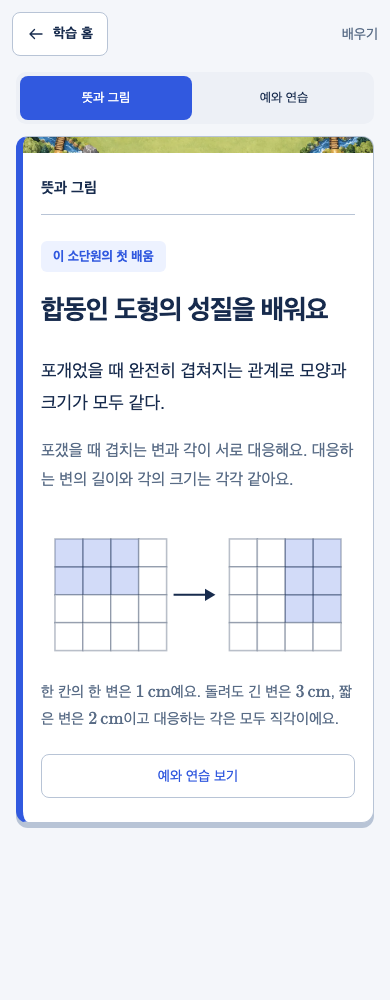 ← 학습 홈
배우기
뜻과 그림
예와 연습
뜻과 그림
이 소단원의 첫 배움
합동인 도형의 성질을 배워요
포개었을 때 완전히 겹쳐지는 관계로 모양과
크기가 모두 같다.
포갰을 때 겹치는 변과 각이 서로 대응해요. 대응하
는 변의 길이와 각의 크기는 각각 같아요.
한 칸의 한 변은 1 cm예요. 돌려도 긴 변은 3 cm, 짧
은 변은 2 cm이고 대응하는 각은 모두 직각이에요.
예와 연습 보기